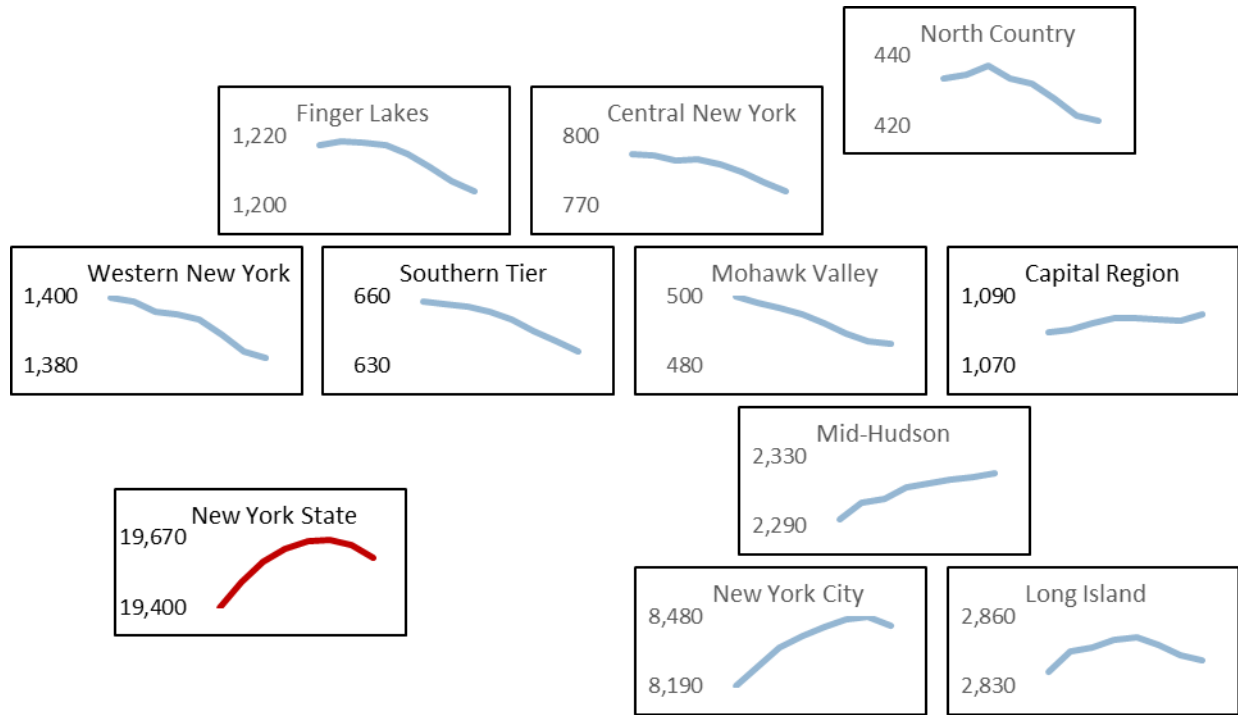 North Country
440
420
Finger Lakes
1,220
1,200
Central New York
800
770
Western New York
1,400
1,380
Southern Tier
660
630
Mohawk Valley
500
480
Capital Region
1,090
1,070
Mid-Hudson
2,330
2,290
New York State
19,670
19,400
New York City
8,480
8,190
Long Island
2,860
2,830